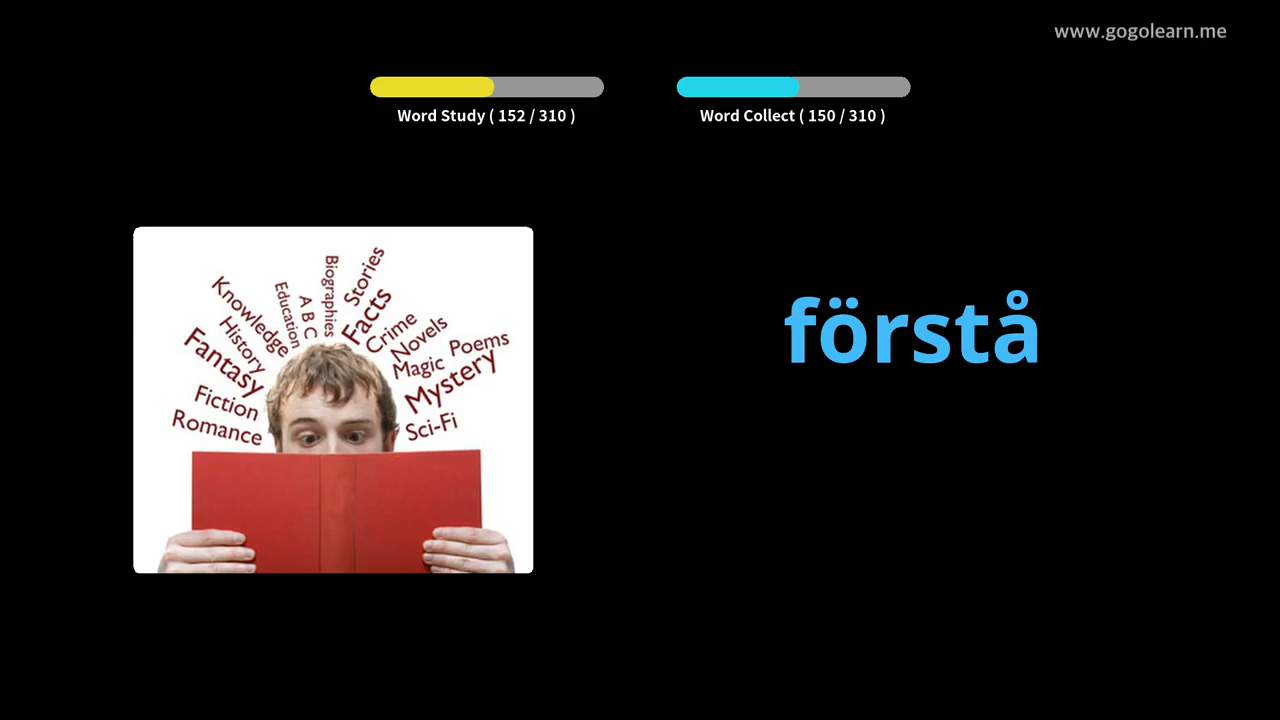 www.gogolearn.me
Word Study ( 152 / 310 )
Word Collect ( 150 / 310 )
förstå
Romance
Fiction
Fantasy
History
Knowledge
Education
A B C
Biographies
Stories
Facts
Crime
Novels
Magic
Poems
Mystery
Sci-Fi